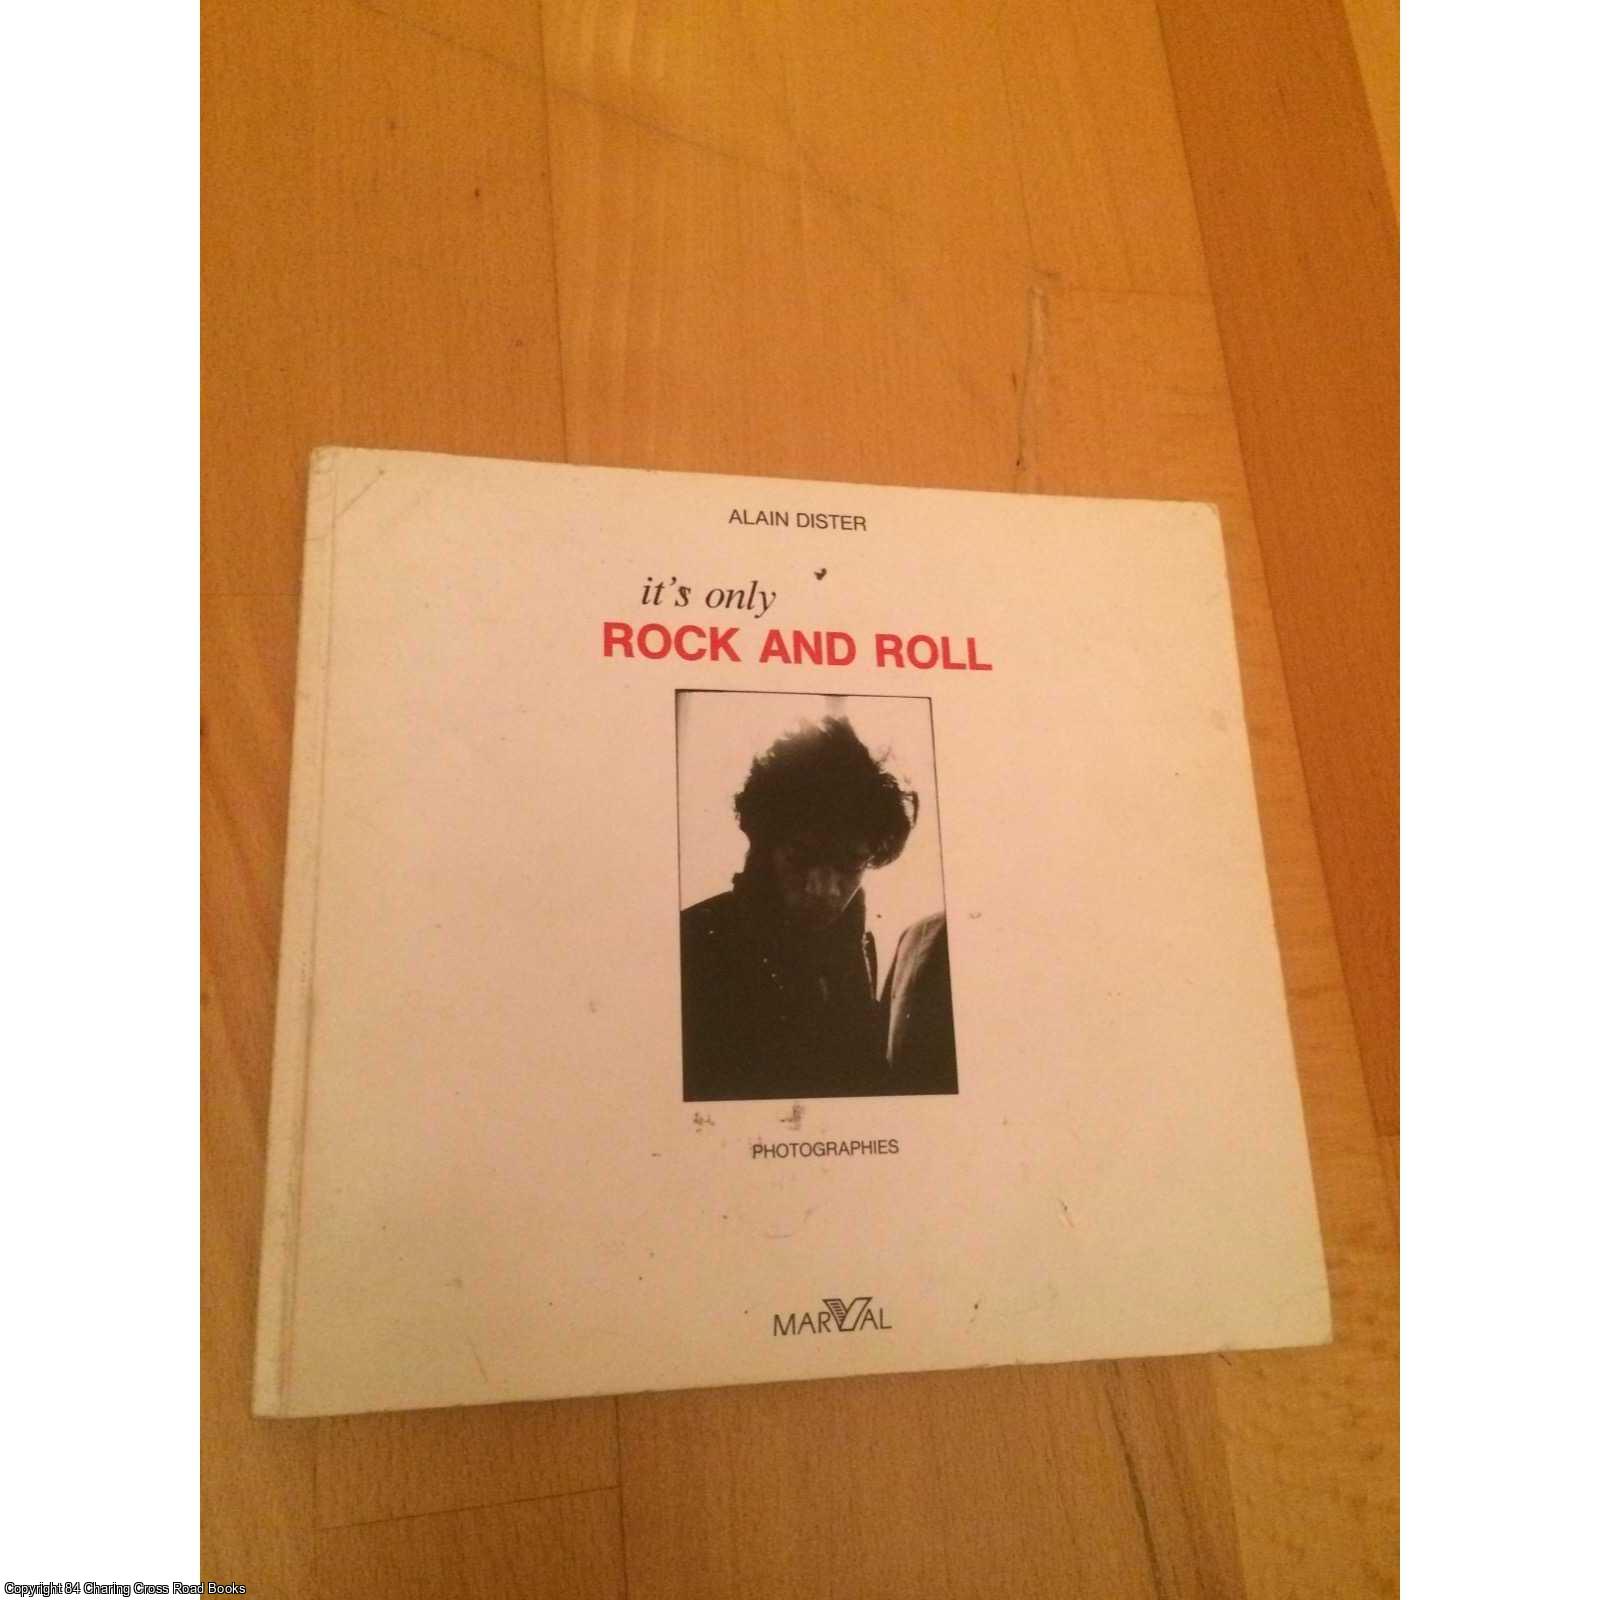 ALAIN DISTER
it's only
ROCK AND ROLL
PHOTOGRAPHIES
MARVAL
Copyright 84 Charing Cross Road Books